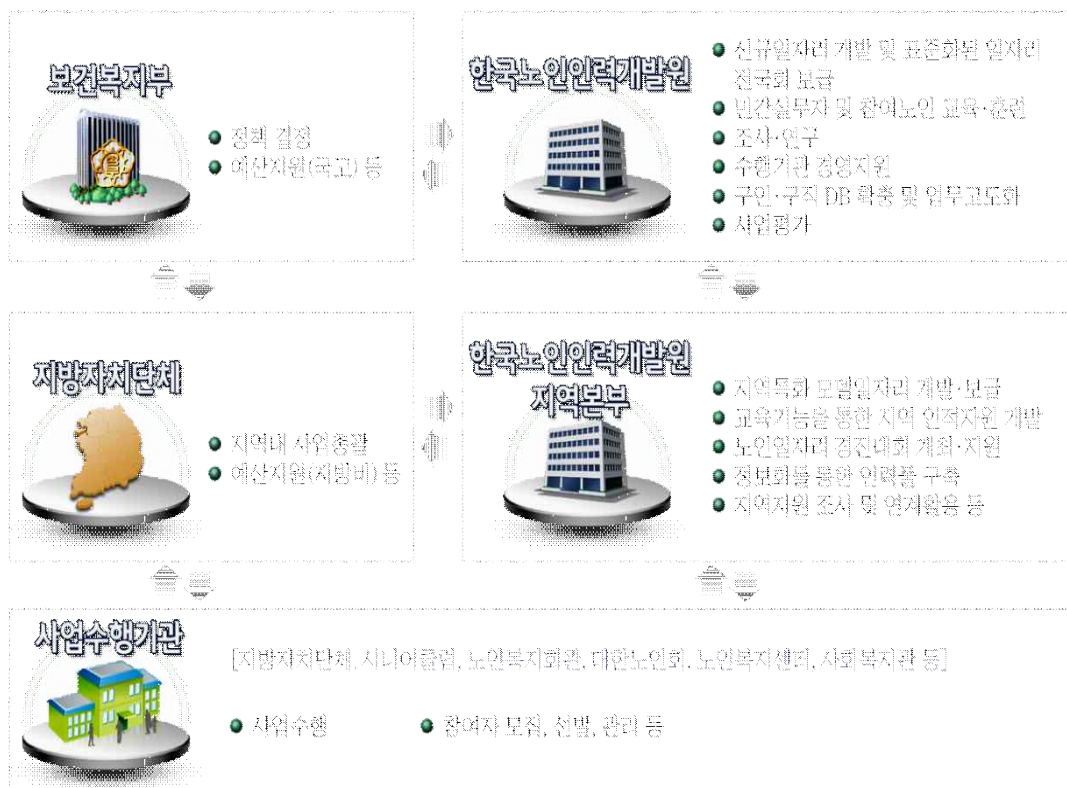 보건복지부
정책 결정
예산지원(국고) 등
한국노인인력개발원
신규일자리 개발 및 표준화된 일자리
전국화 보급
민간실무자 및 참여노인 교육·훈련
조사·연구
수행기관 경영지원
구인·구직 DB 확충 및 업무고도화
사업평가
지방자치단체
지역내 사업총괄
예산지원(지방비) 등
한국노인인력개발원
지역본부
지역특화 모델일자리 개발·보급
교육기능을 통한 지역 인적자원 개발
노인일자리 경진대회 개최·지원
정보화를 통한 인력풀 구축
지역자원 조사 및 연계활용 등
사업수행기관
[지방자치단체, 시니어클럽, 노인복지회관, 대한노인회, 노인복지센터, 사회복지관 등]
사업수행
참여자 모집, 선발, 관리 등